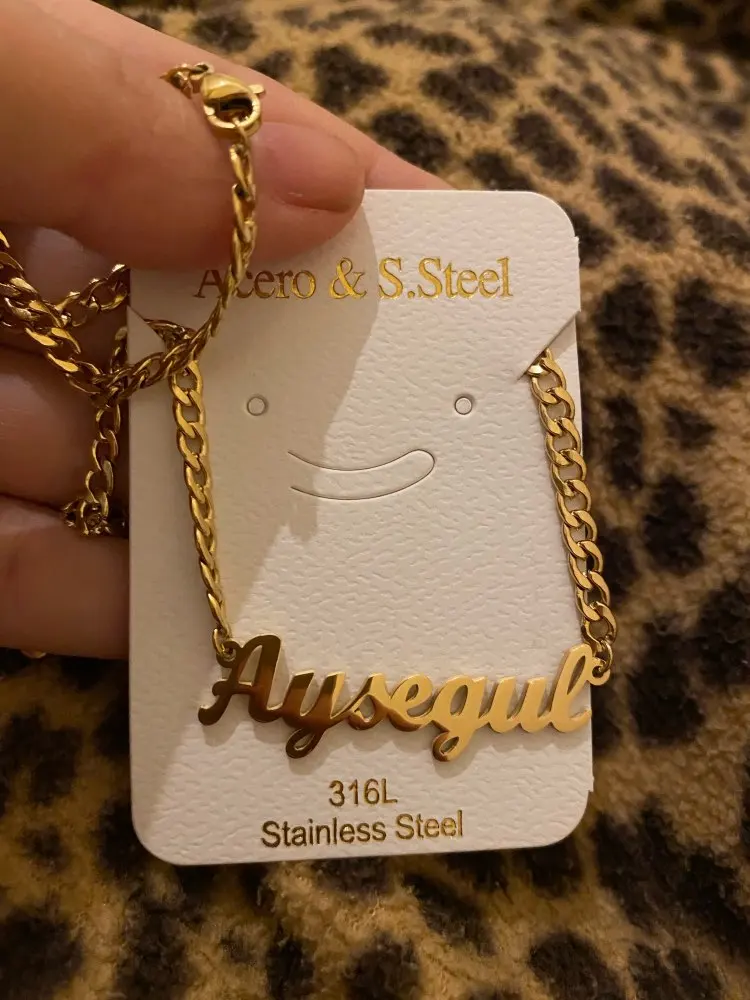 Acero & S.Steel
Aysegul
316L
Stainless Steel